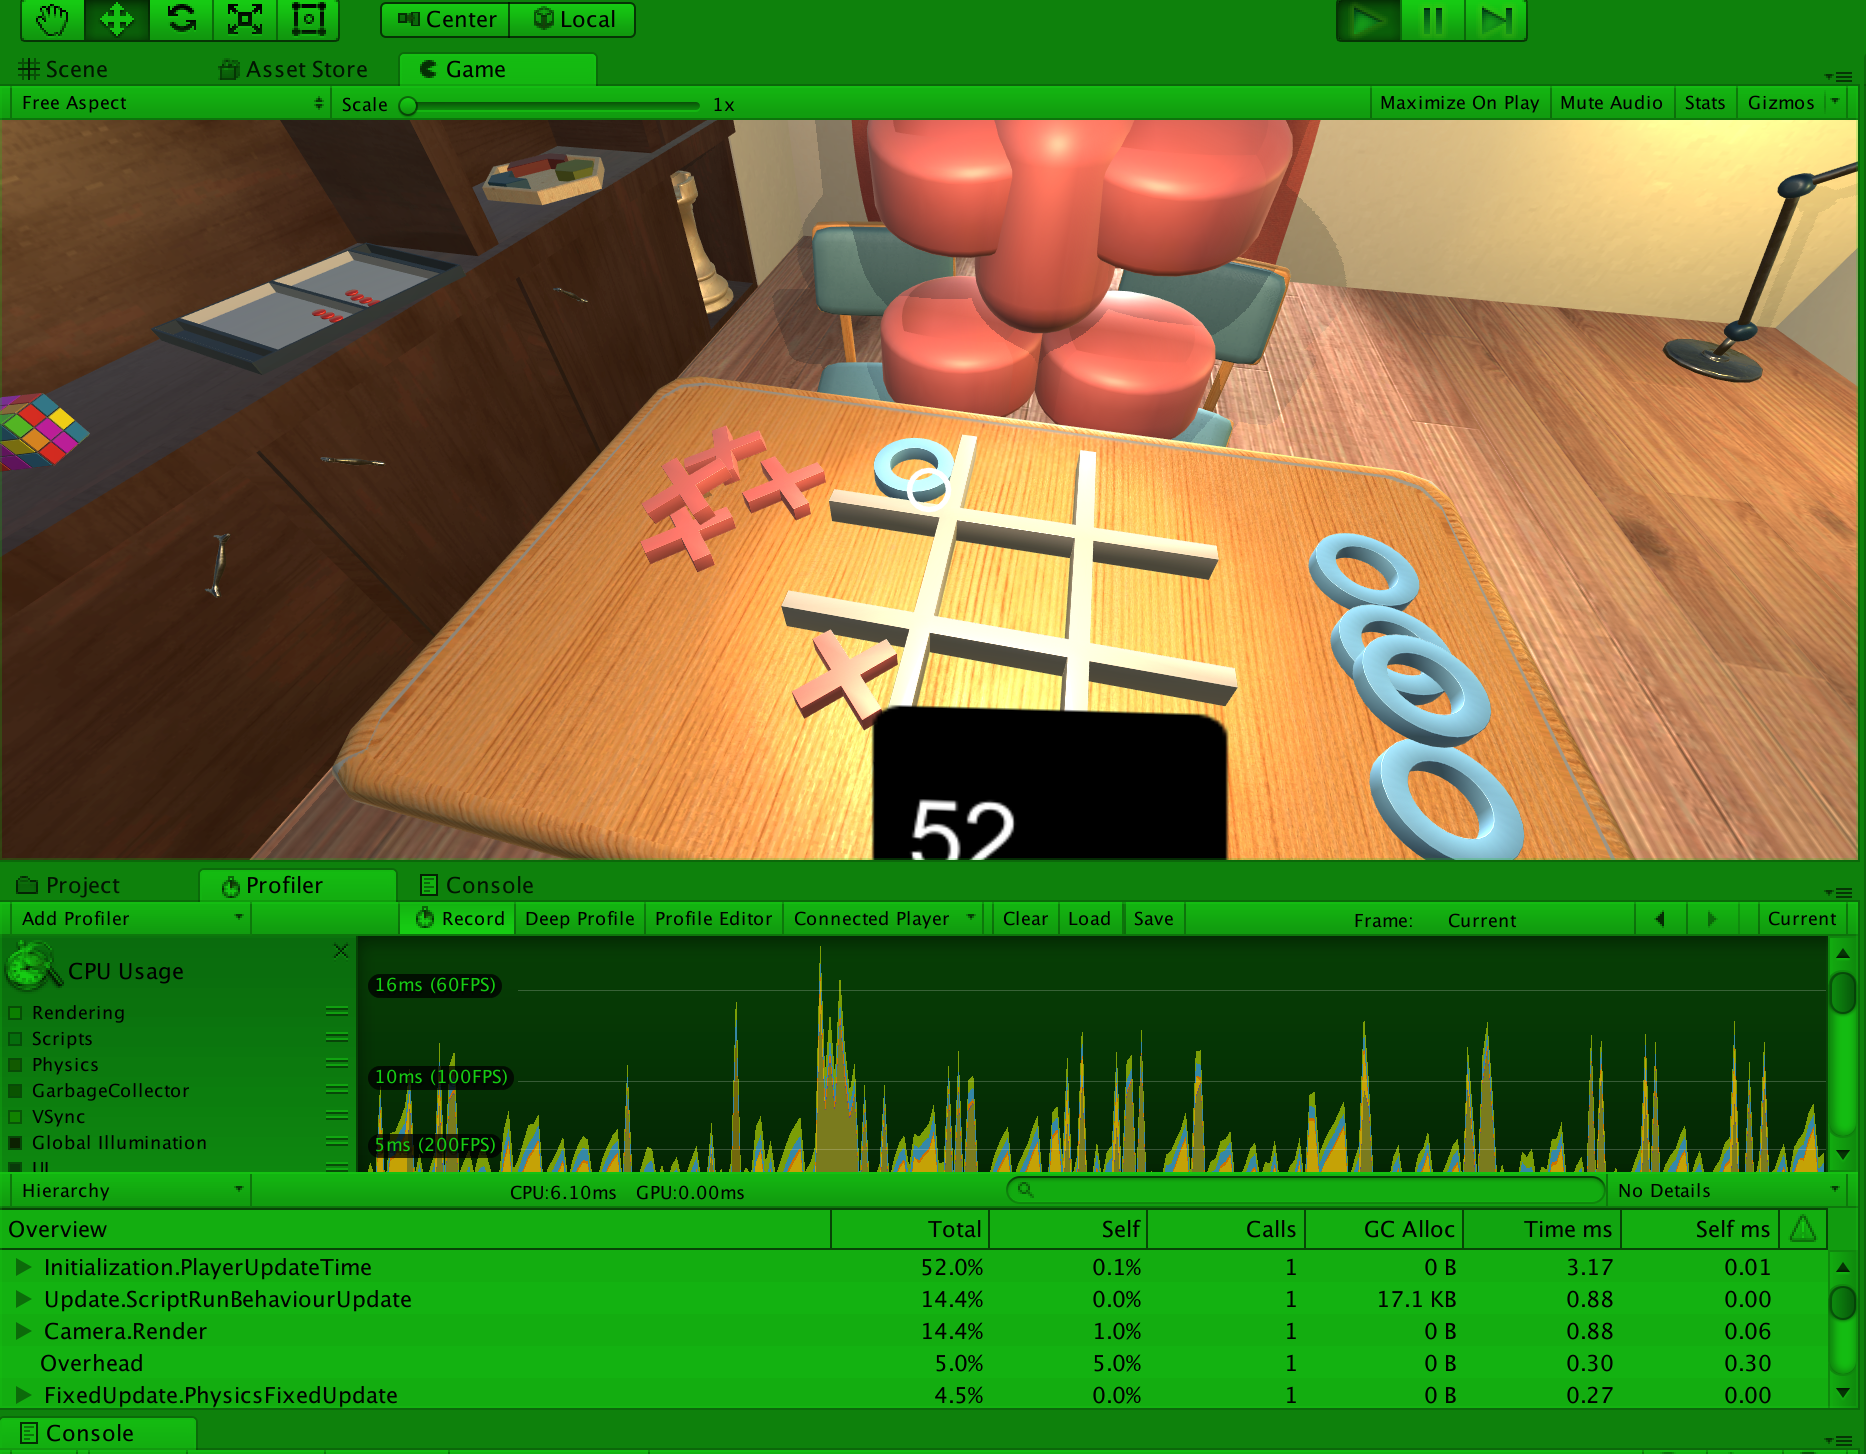 Center Local
Scene Asset Store Game
Free Aspect Scale 1x Maximize On Play Mute Audio Stats Gizmos
52
Project Profiler Console
Add Profiler Record Deep Profile Profile Editor Connected Player Clear Load Save Frame: Current Current
CPU Usage
Rendering
Scripts
Physics
GarbageCollector
VSync
Global Illumination
UI
16ms (60FPS)
10ms (100FPS)
5ms (200FPS)
Hierarchy CPU:6.10ms GPU:0.00ms No Details
Overview Total Self Calls GC Alloc Time ms Self ms
Initialization.PlayerUpdateTime 52.0% 0.1% 1 0 B 3.17 0.01
Update.ScriptRunBehaviourUpdate 14.4% 0.0% 1 17.1 KB 0.88 0.00
Camera.Render 14.4% 1.0% 1 0 B 0.88 0.06
Overhead 5.0% 5.0% 1 0 B 0.30 0.30
FixedUpdate.PhysicsFixedUpdate 4.5% 0.0% 1 0 B 0.27 0.00
Console